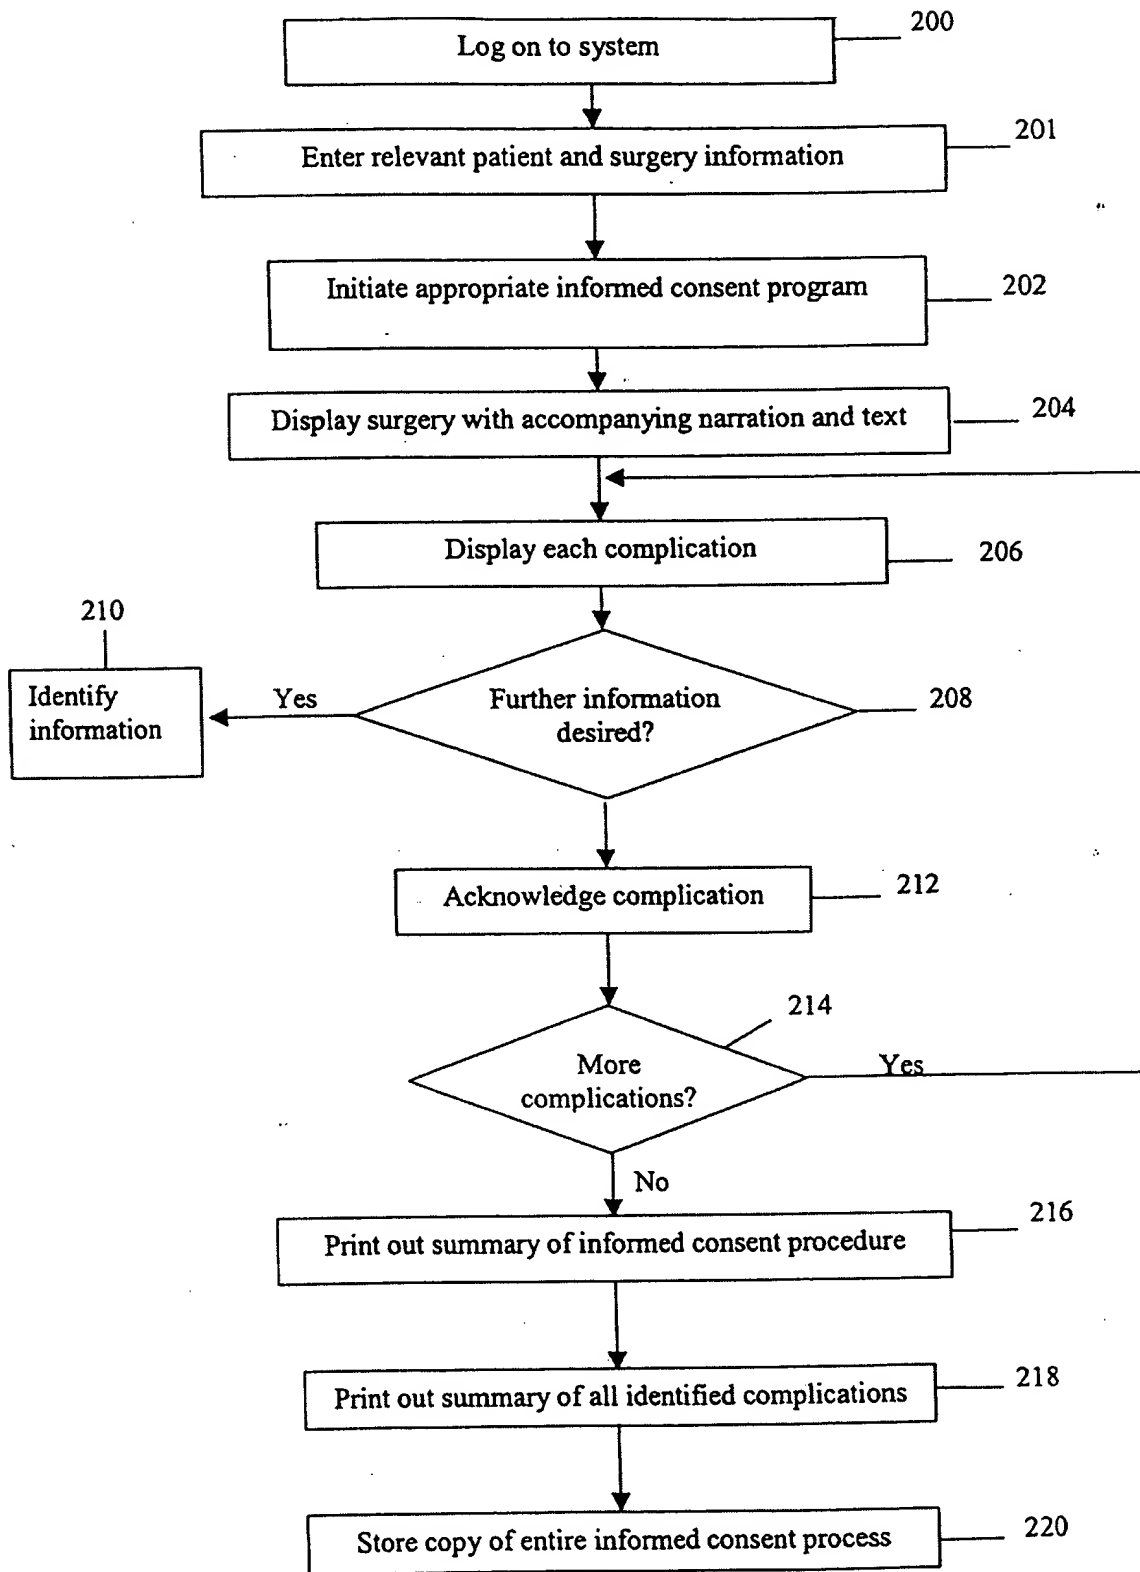 Log on to system
200
Enter relevant patient and surgery information
201
Initiate appropriate informed consent program
202
Display surgery with accompanying narration and text
204
Display each complication
206
210
Identify
information
Yes
Further information
desired?
208
Acknowledge complication
212
214
More
complications?
Yes
No
Print out summary of informed consent procedure
216
Print out summary of all identified complications
218
Store copy of entire informed consent process
220